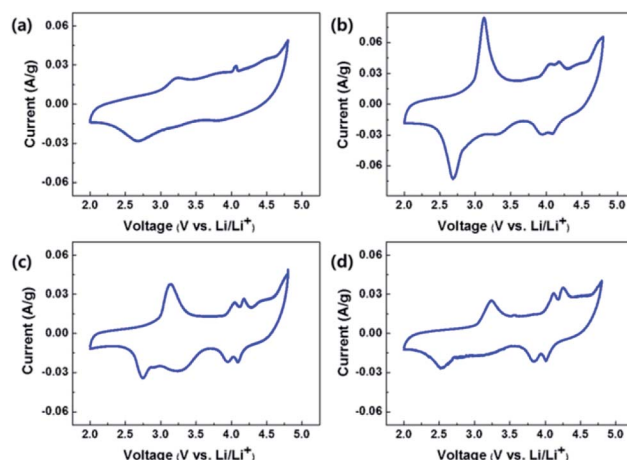 (a)
Current (A/g)
0.06
0.03
0.00
-0.03
-0.06
2.0 2.5 3.0 3.5 4.0 4.5 5.0
Voltage (V vs. Li/Li⁺)
(b)
Current (A/g)
0.06
0.03
0.00
-0.03
-0.06
2.0 2.5 3.0 3.5 4.0 4.5 5.0
Voltage (V vs. Li/Li⁺)
(c)
Current (A/g)
0.06
0.03
0.00
-0.03
-0.06
2.0 2.5 3.0 3.5 4.0 4.5 5.0
Voltage (V vs. Li/Li⁺)
(d)
Current (A/g)
0.06
0.03
0.00
-0.03
-0.06
2.0 2.5 3.0 3.5 4.0 4.5 5.0
Voltage (V vs. Li/Li⁺)